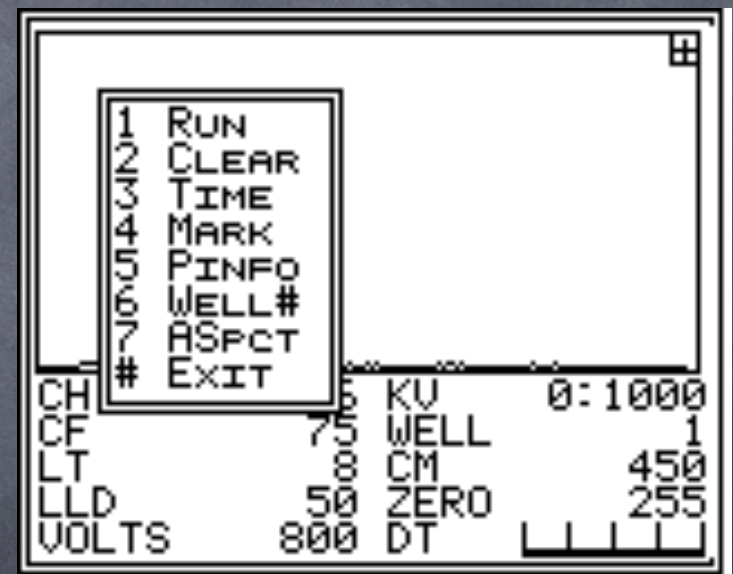 1 RUN
2 CLEAR
3 TIME
4 MARK
5 PINFO
6 WELL#
7 ASPCT
# EXIT
CH KV 0:1000
CF 75 WELL 1
LT 8 CM 450
LLD 50 ZERO 255
VOLTS 800 DT